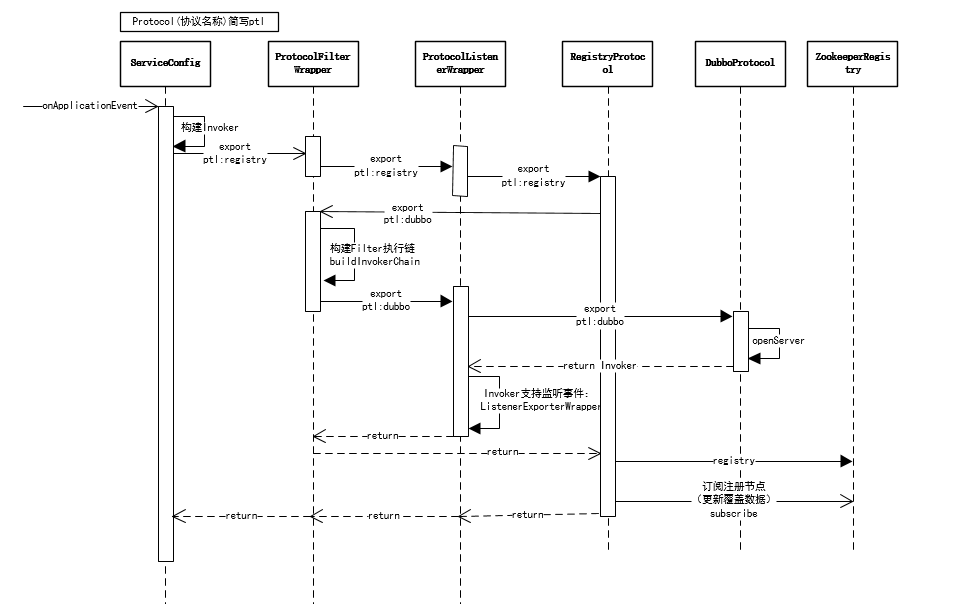 Protocol(协议名称)简写ptl
ServiceConfig
ProtocolFilter
Wrapper
ProtocolListen
erWrapper
RegistryProtoc
ol
DubboProtocol
ZookeeperRegis
try
onApplicationEvent
构建Invoker
export
ptl:registry
export
ptl:registry
export
ptl:registry
export
ptl:dubbo
构建Filter执行链
buildInvokerChain
export
ptl:dubbo
export
ptl:dubbo
openServer
return Invoker
Invoker支持监听事件:
ListenerExporterWrapper
return
return
registry
订阅注册节点
(更新覆盖数据)
subscribe
return
return
return